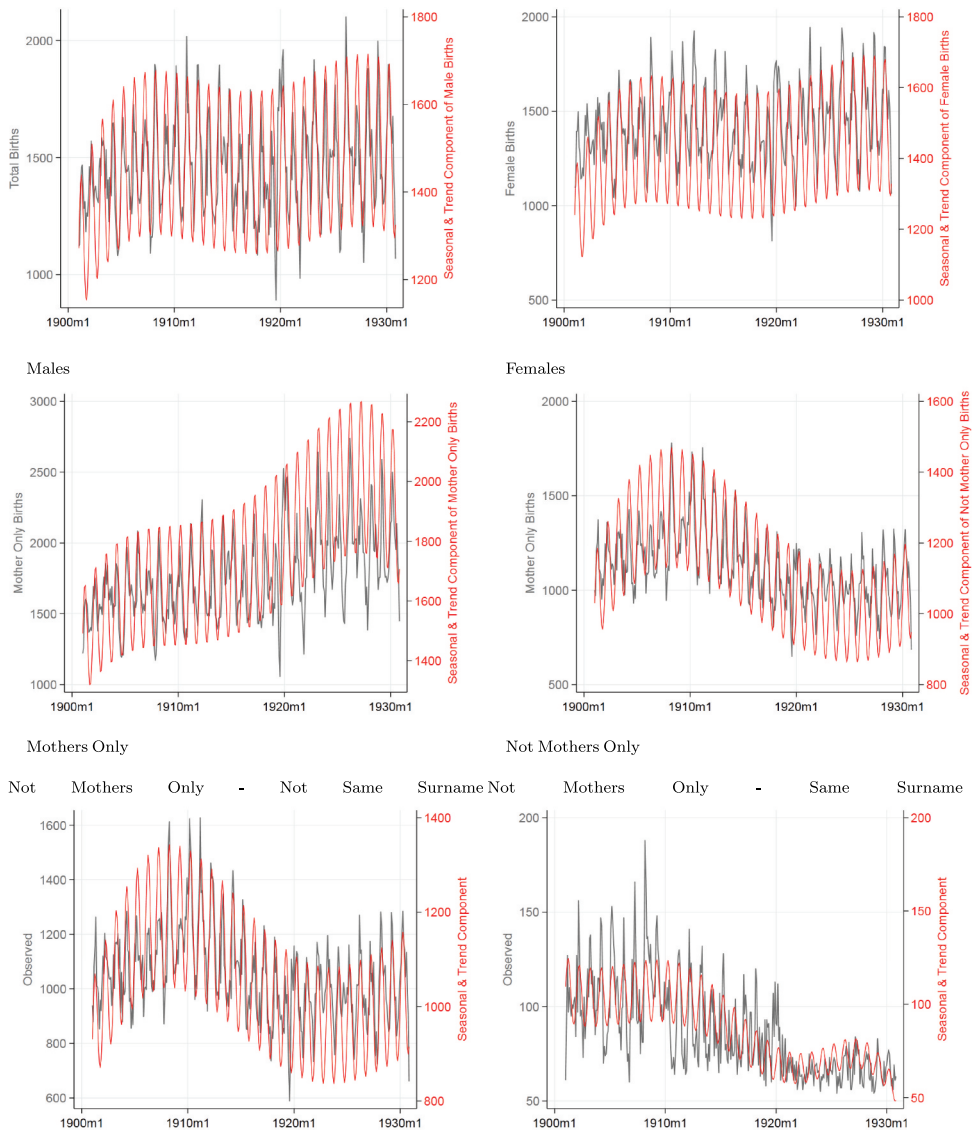 2000
1500
1000
Total Births
1800
1600
1400
1200
Seasonal & Trend Component of Male Births
1900m1 1910m1 1920m1 1930m1
2000
1500
1000
500
Female Births
1800
1600
1400
1200
1000
Seasonal & Trend Component of Female Births
1900m1 1910m1 1920m1 1930m1
Males
Females
3000
2500
2000
1500
1000
Mother Only Births
2200
2000
1800
1600
1400
Seasonal & Trend Component of Mother Only Births
1900m1 1910m1 1920m1 1930m1
2000
1500
1000
500
Mother Only Births
1600
1400
1200
1000
800
Seasonal & Trend Component of Not Mother Only Births
1900m1 1910m1 1920m1 1930m1
Mothers Only
Not Mothers Only
Not Mothers Only - Not Same Surname
Not Mothers Only - Same Surname
1600
1400
1200
1000
800
600
Observed
1400
1200
1000
800
Seasonal & Trend Component
1900m1 1910m1 1920m1 1930m1
200
150
100
50
Observed
200
150
100
50
Seasonal & Trend Component
1900m1 1910m1 1920m1 1930m1